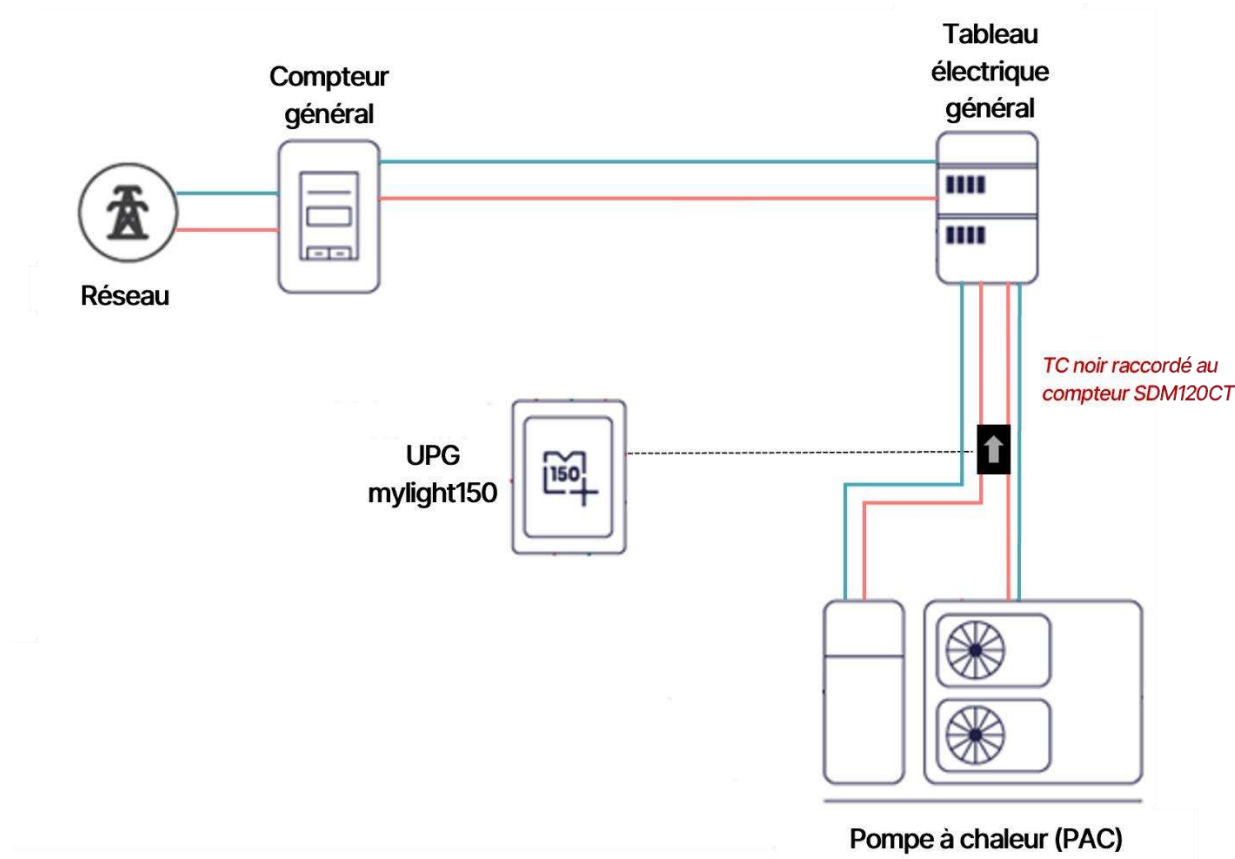 Tableau
électrique
général
Compteur
général
Réseau
TC noir raccordé au
compteur SDM120CT
UPG
mylight150
150
Pompe à chaleur (PAC)